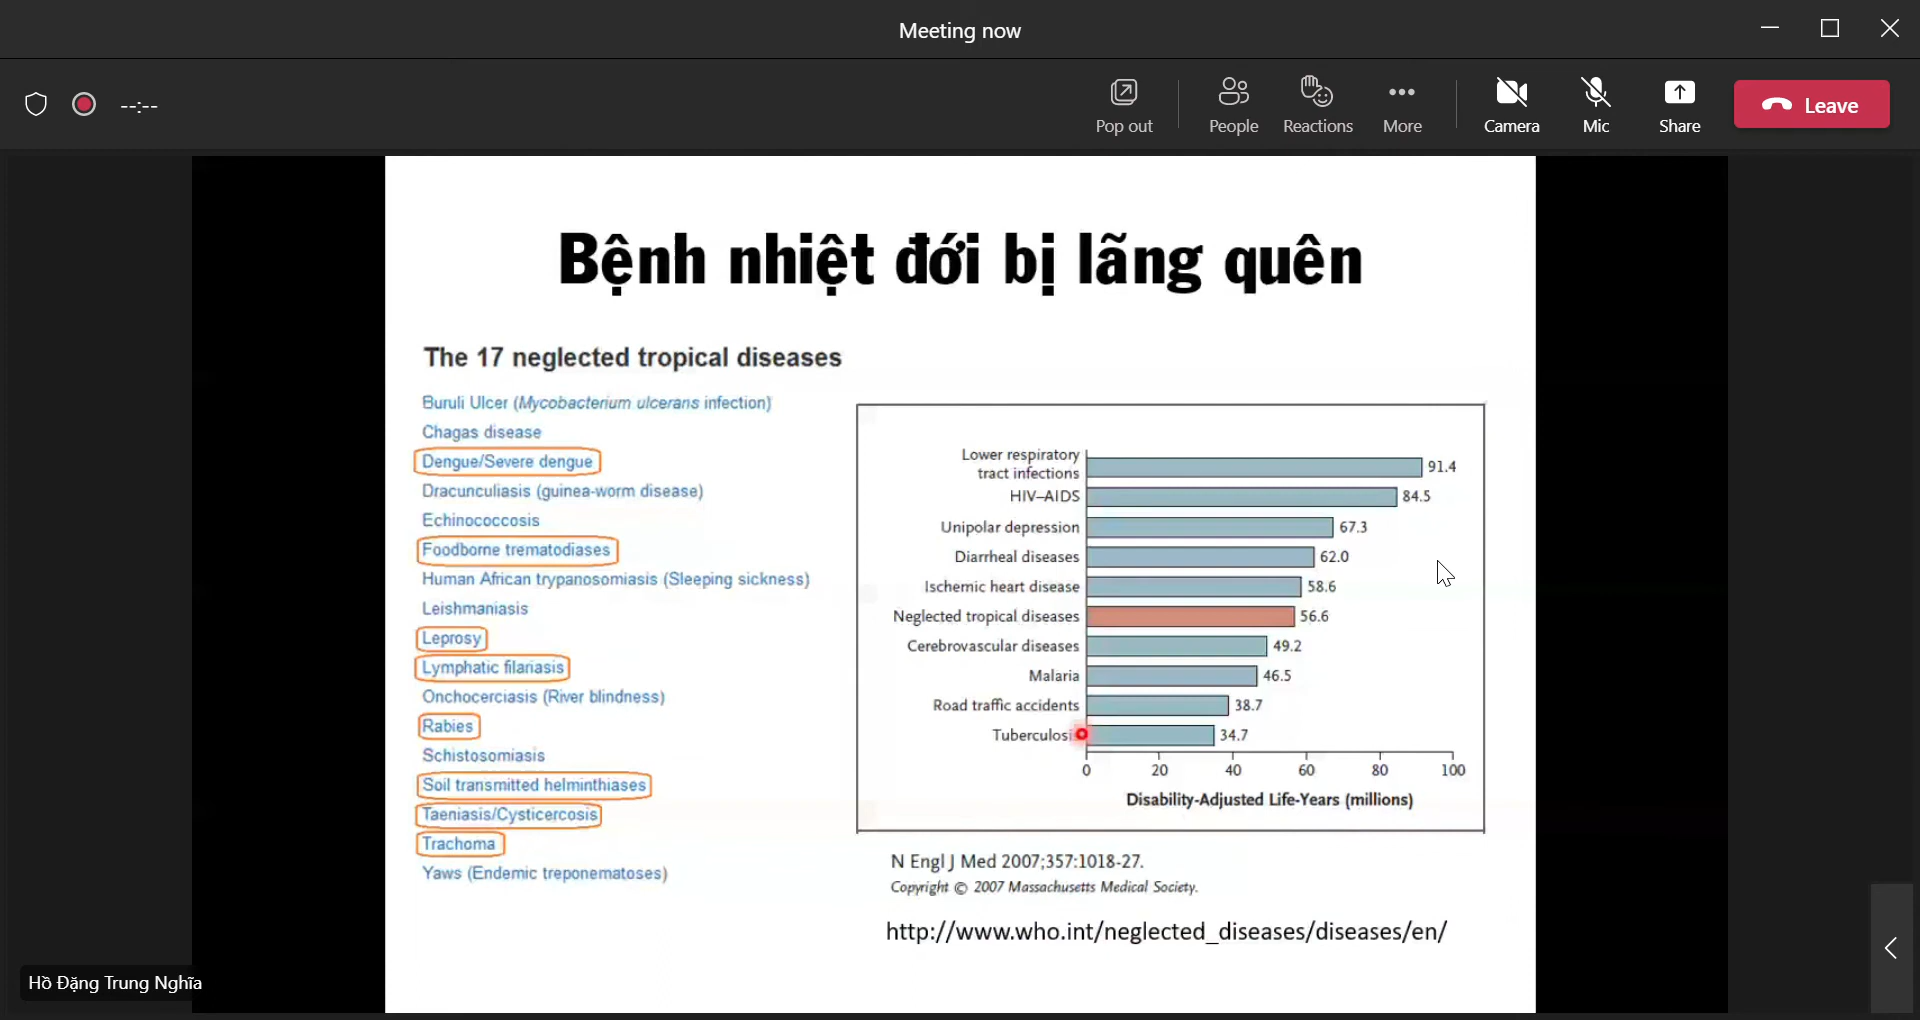 Meeting now
--:--
Pop out
People
Reactions
More
Camera
Mic
Share
Leave
Bệnh nhiệt đới bị lãng quên
The 17 neglected tropical diseases
Buruli Ulcer (Mycobacterium ulcerans infection)
Chagas disease
Dengue/Severe dengue
Dracunculiasis (guinea-worm disease)
Echinococcosis
Foodborne trematodiases
Human African trypanosomiasis (Sleeping sickness)
Leishmaniasis
Leprosy
Lymphatic filariasis
Onchocerciasis (River blindness)
Rabies
Schistosomiasis
Soil transmitted helminthiases
Taeniasis/Cysticercosis
Trachoma
Yaws (Endemic treponematoses)
Lower respiratory
tract infections 91.4
HIV–AIDS 84.5
Unipolar depression 67.3
Diarrheal diseases 62.0
Ischemic heart disease 58.6
Neglected tropical diseases 56.6
Cerebrovascular diseases 49.2
Malaria 46.5
Road traffic accidents 38.7
Tuberculosis 34.7
0 20 40 60 80 100
Disability-Adjusted Life-Years (millions)
N Engl J Med 2007;357:1018-27.
Copyright © 2007 Massachusetts Medical Society.
http://www.who.int/neglected_diseases/diseases/en/
Hồ Đặng Trung Nghĩa